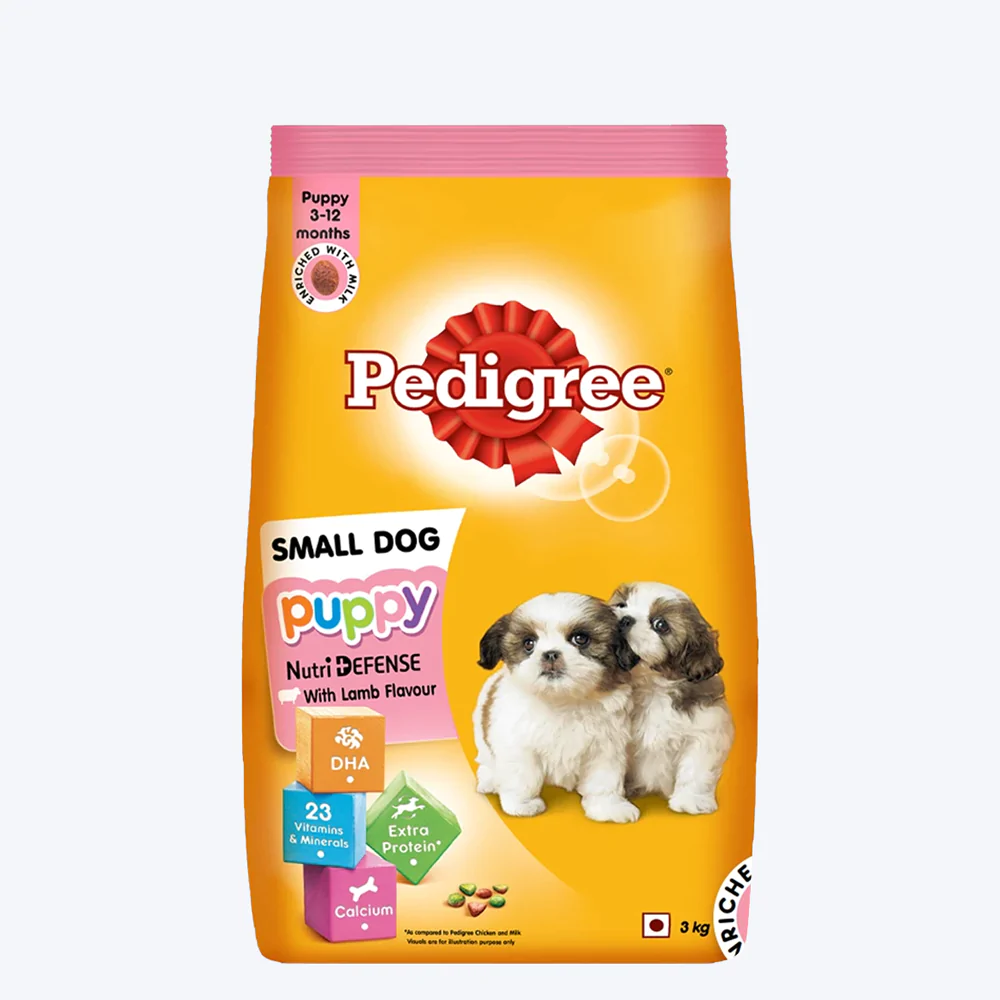 Puppy
3-12
months
ENRICHED WITH MILK
Pedigree®
SMALL DOG
puppy
Nutri DEFENSE
With Lamb Flavour
DHA
23
Vitamins
& Minerals
Extra
Protein*
Calcium
*As compared to Pedigree Chicken and Milk
Visuals are for illustration purpose only
3 kg
NRICHE